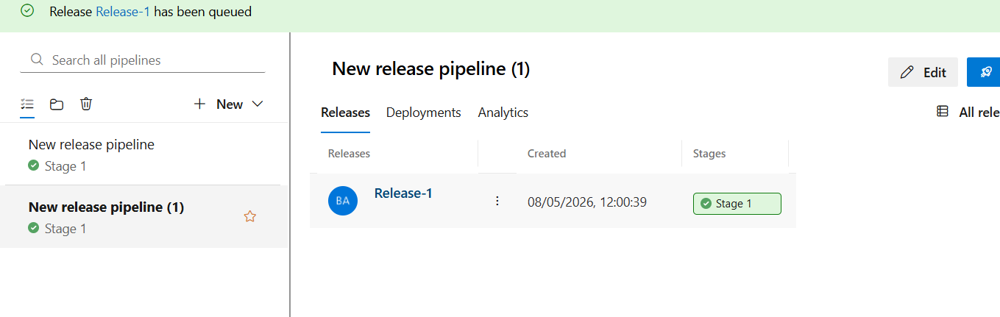 Release Release-1 has been queued
Search all pipelines
New
New release pipeline
Stage 1
New release pipeline (1)
Stage 1
New release pipeline (1)
Edit
Releases Deployments Analytics
All rele
Releases Created Stages
BA Release-1 08/05/2026, 12:00:39 Stage 1